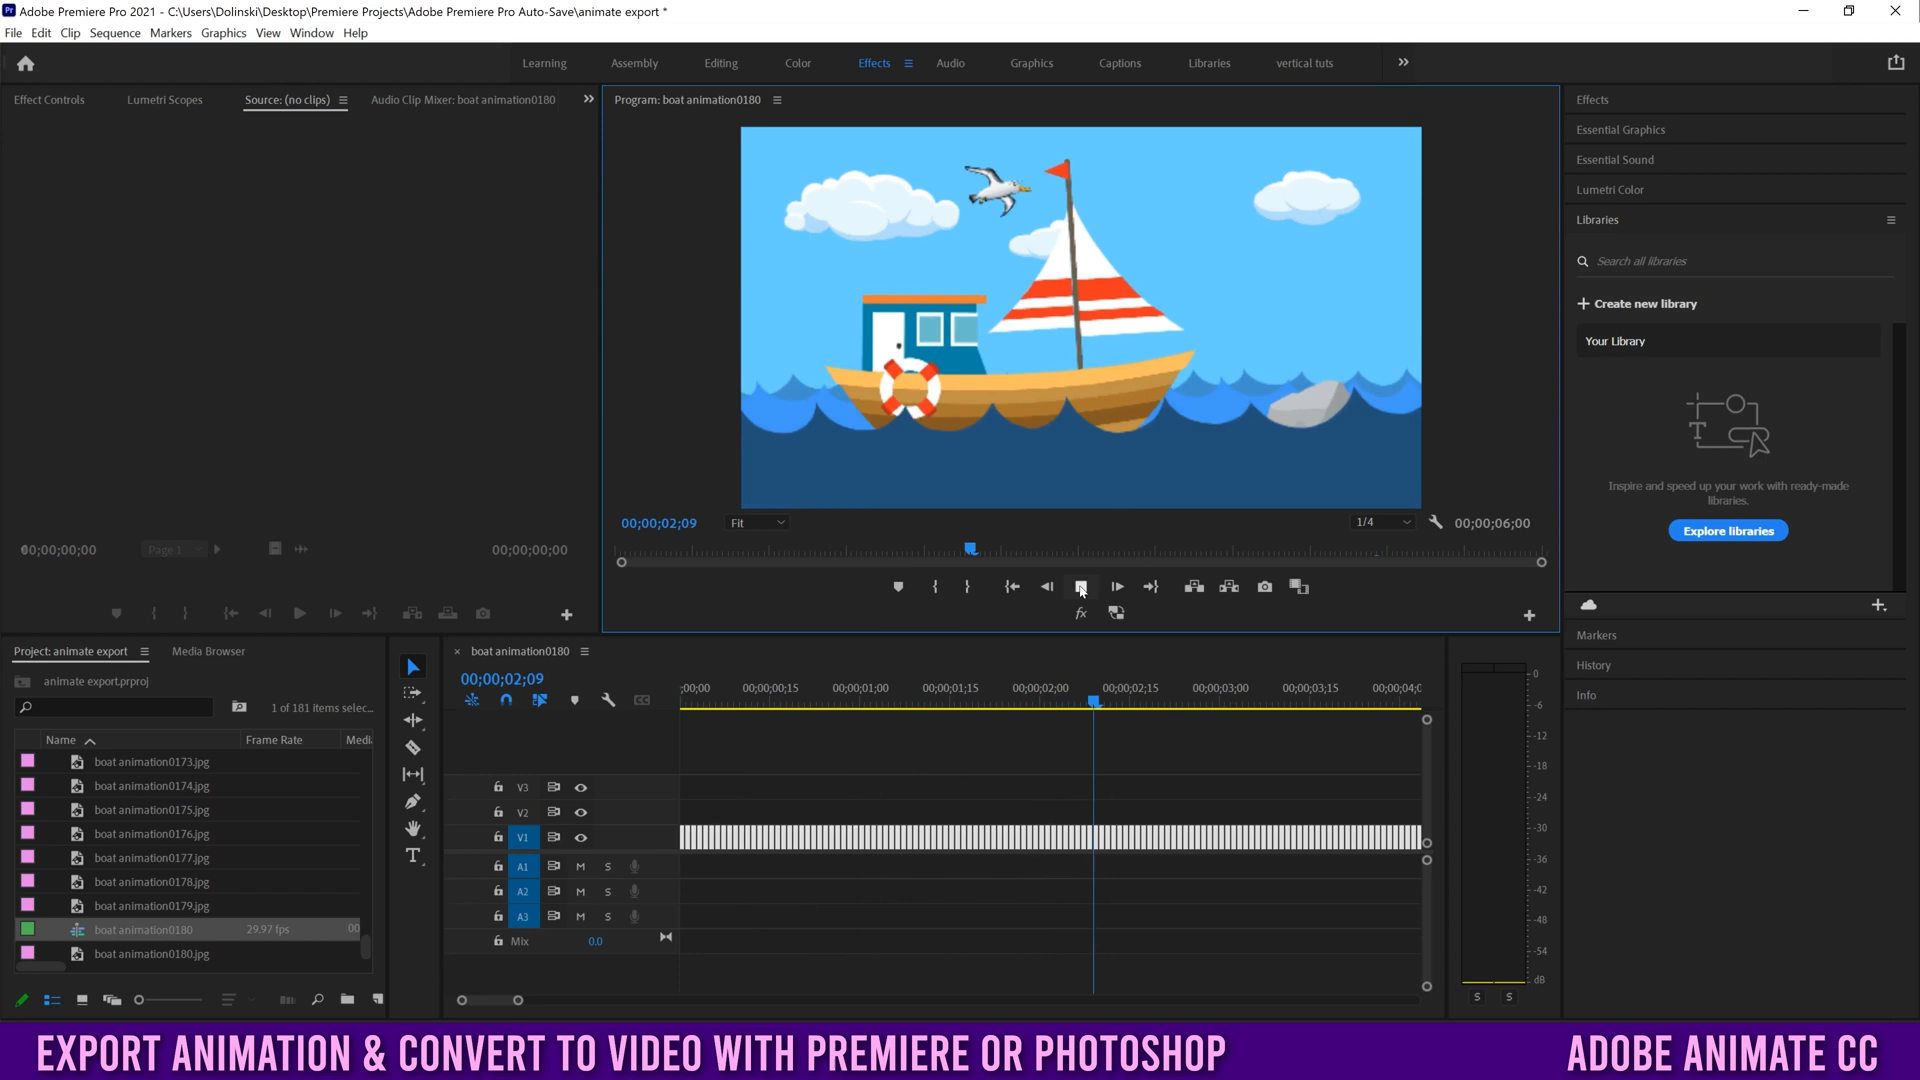 Adobe Premiere Pro 2021 - C:\Users\Dolinski\Desktop\Premiere Projects\Adobe Premiere Pro Auto-Save\animate export *
File Edit Clip Sequence Markers Graphics View Window Help
Learning Assembly Editing Color Effects Audio Graphics Captions Libraries vertical tuts
Effect Controls Lumetri Scopes Source: (no clips) Audio Clip Mixer: boat animation0180
Program: boat animation0180
Effects
Essential Graphics
Essential Sound
Lumetri Color
Libraries
Search all libraries
Create new library
Your Library
Inspire and speed up your work with ready-made
libraries.
Explore libraries
00;00;02;09 Fit 1/4 00;00;06;00
00;00;00;00 Page 1 00;00;00;00
Markers
History
Info
Project: animate export Media Browser
animate export.prproj
1 of 181 items selec...
Name Frame Rate Medi
boat animation0173.jpg
boat animation0174.jpg
boat animation0175.jpg
boat animation0176.jpg
boat animation0177.jpg
boat animation0178.jpg
boat animation0179.jpg
boat animation0180 29.97 fps 00
boat animation0180.jpg
boat animation0180
00;00;02;09
;00;00 00;00;00;15 00;00;01;00 00;00;01;15 00;00;02;00 00;00;02;15 00;00;03;00 00;00;03;15 00;00;04;0
V3
V2
V1
A1 M S
A2 M S
A3 M S
Mix 0.0
0
-6
-12
-18
-24
-30
-36
-42
-48
-54
dB
S S
EXPORT ANIMATION & CONVERT TO VIDEO WITH PREMIERE OR PHOTOSHOP
ADOBE ANIMATE CC